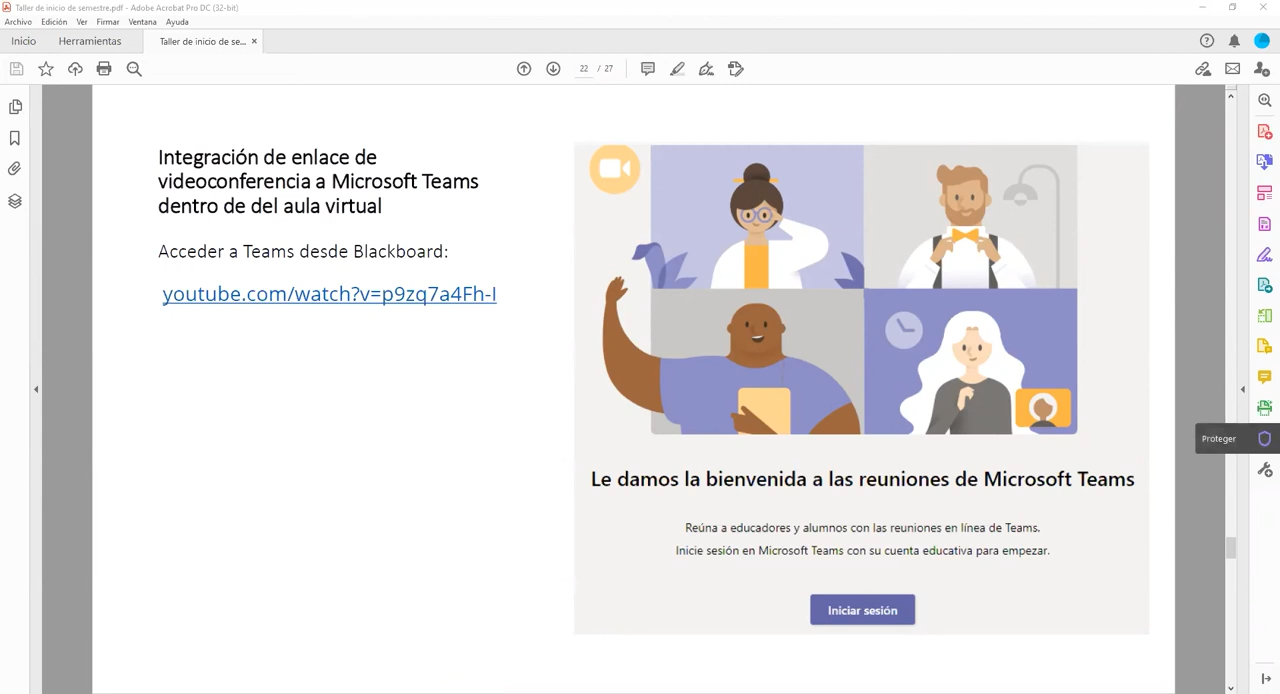 Taller de inicio de semestre.pdf - Adobe Acrobat Pro DC (32-bit)
Archivo Edición Ver Firmar Ventana Ayuda
Inicio Herramientas Taller de inicio de se... ×
22 / 27
Integración de enlace de
videoconferencia a Microsoft Teams
dentro de del aula virtual
Acceder a Teams desde Blackboard:
youtube.com/watch?v=p9zq7a4Fh-I
Proteger
Le damos la bienvenida a las reuniones de Microsoft Teams
Reúna a educadores y alumnos con las reuniones en línea de Teams.
Inicie sesión en Microsoft Teams con su cuenta educativa para empezar.
Iniciar sesión